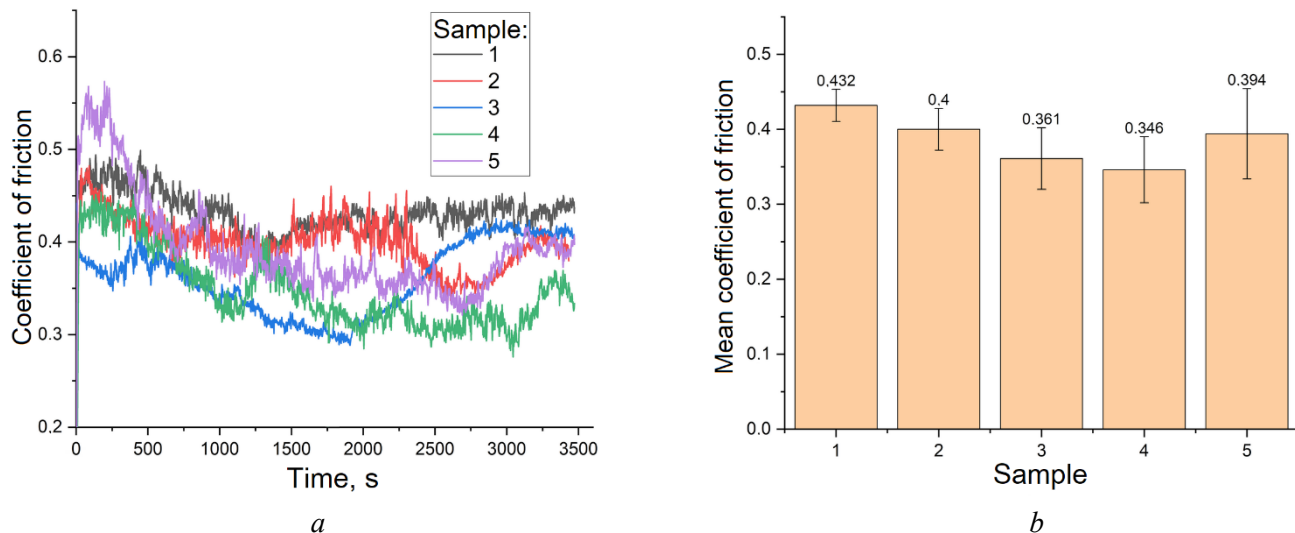 Coefficient of friction
0.6
0.5
0.4
0.3
0.2
Sample:
1
2
3
4
5
0 500 1000 1500 2000 2500 3000 3500
Time, s
a
Mean coefficient of friction
0.5
0.4
0.3
0.2
0.1
0.0
0.432
0.4
0.361
0.346
0.394
1 2 3 4 5
Sample
b